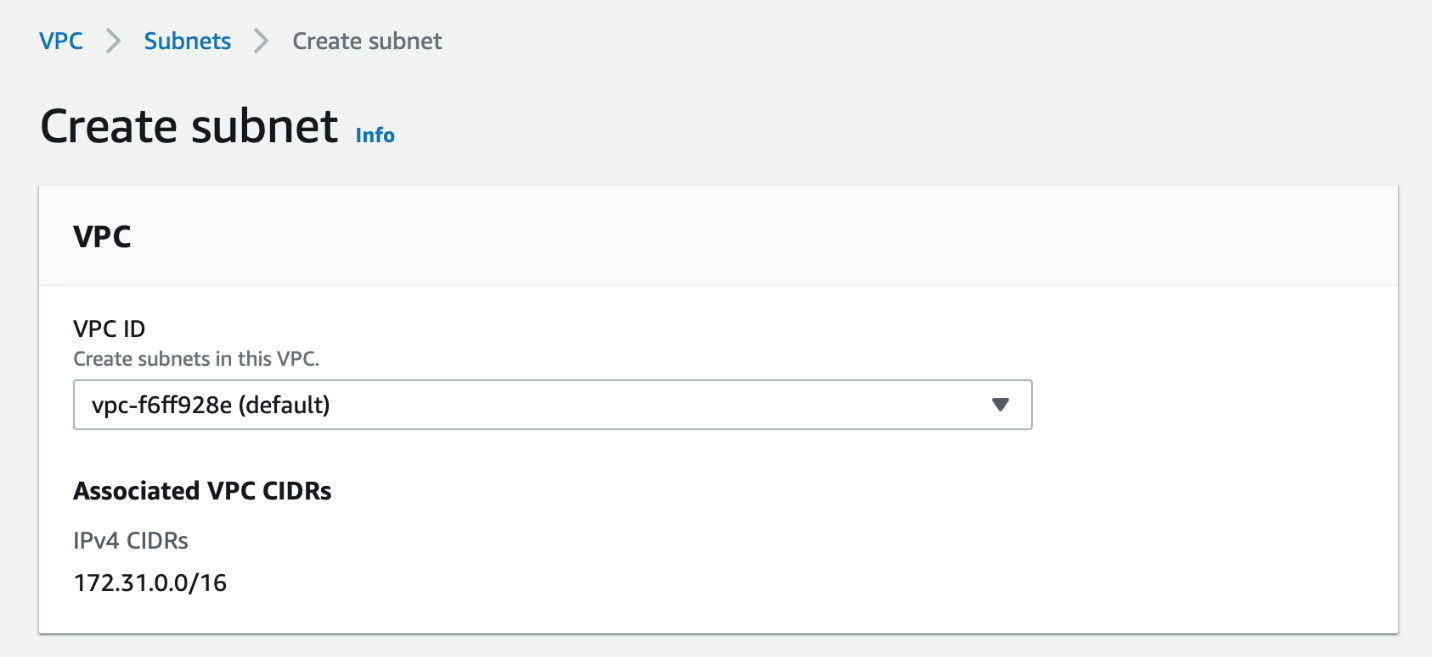 VPC > Subnets > Create subnet
Create subnet Info
VPC
VPC ID
Create subnets in this VPC.
vpc-f6ff928e (default)
Associated VPC CIDRs
IPv4 CIDRs
172.31.0.0/16